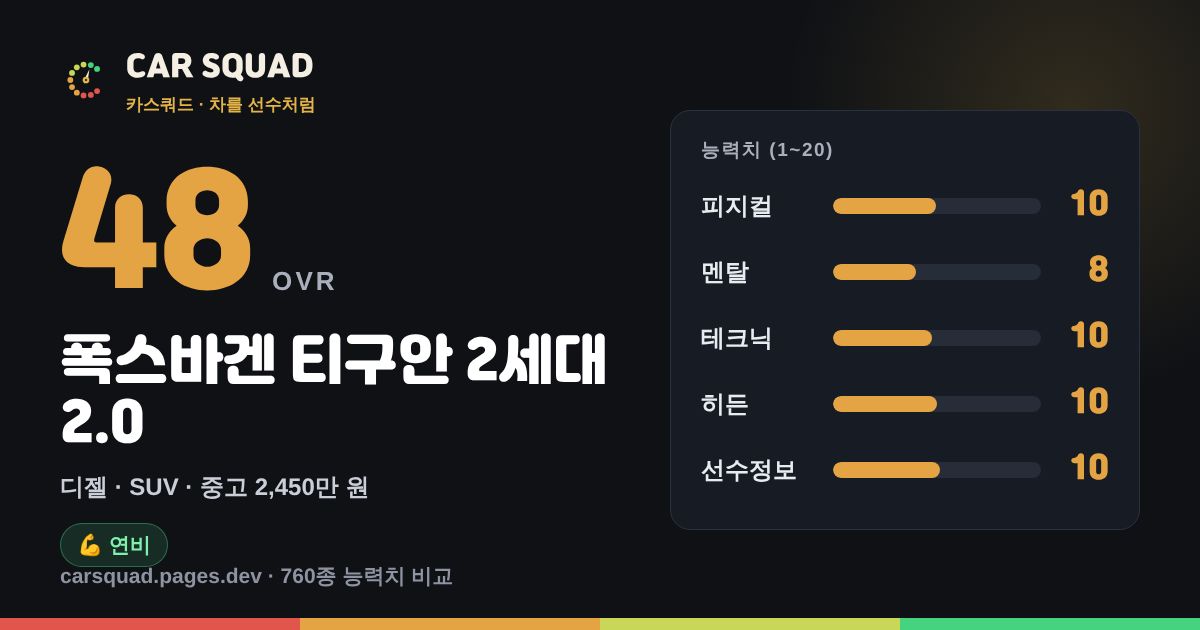 CAR SQUAD
카스쿼드 · 차를 선수처럼
48 OVR
폭스바겐 티구안 2세대
2.0
디젤 · SUV · 중고 2,450만 원
💪 연비
carsquad.pages.dev · 760종 능력치 비교
능력치 (1~20)
피지컬 10
멘탈 8
테크닉 10
히든 10
선수정보 10